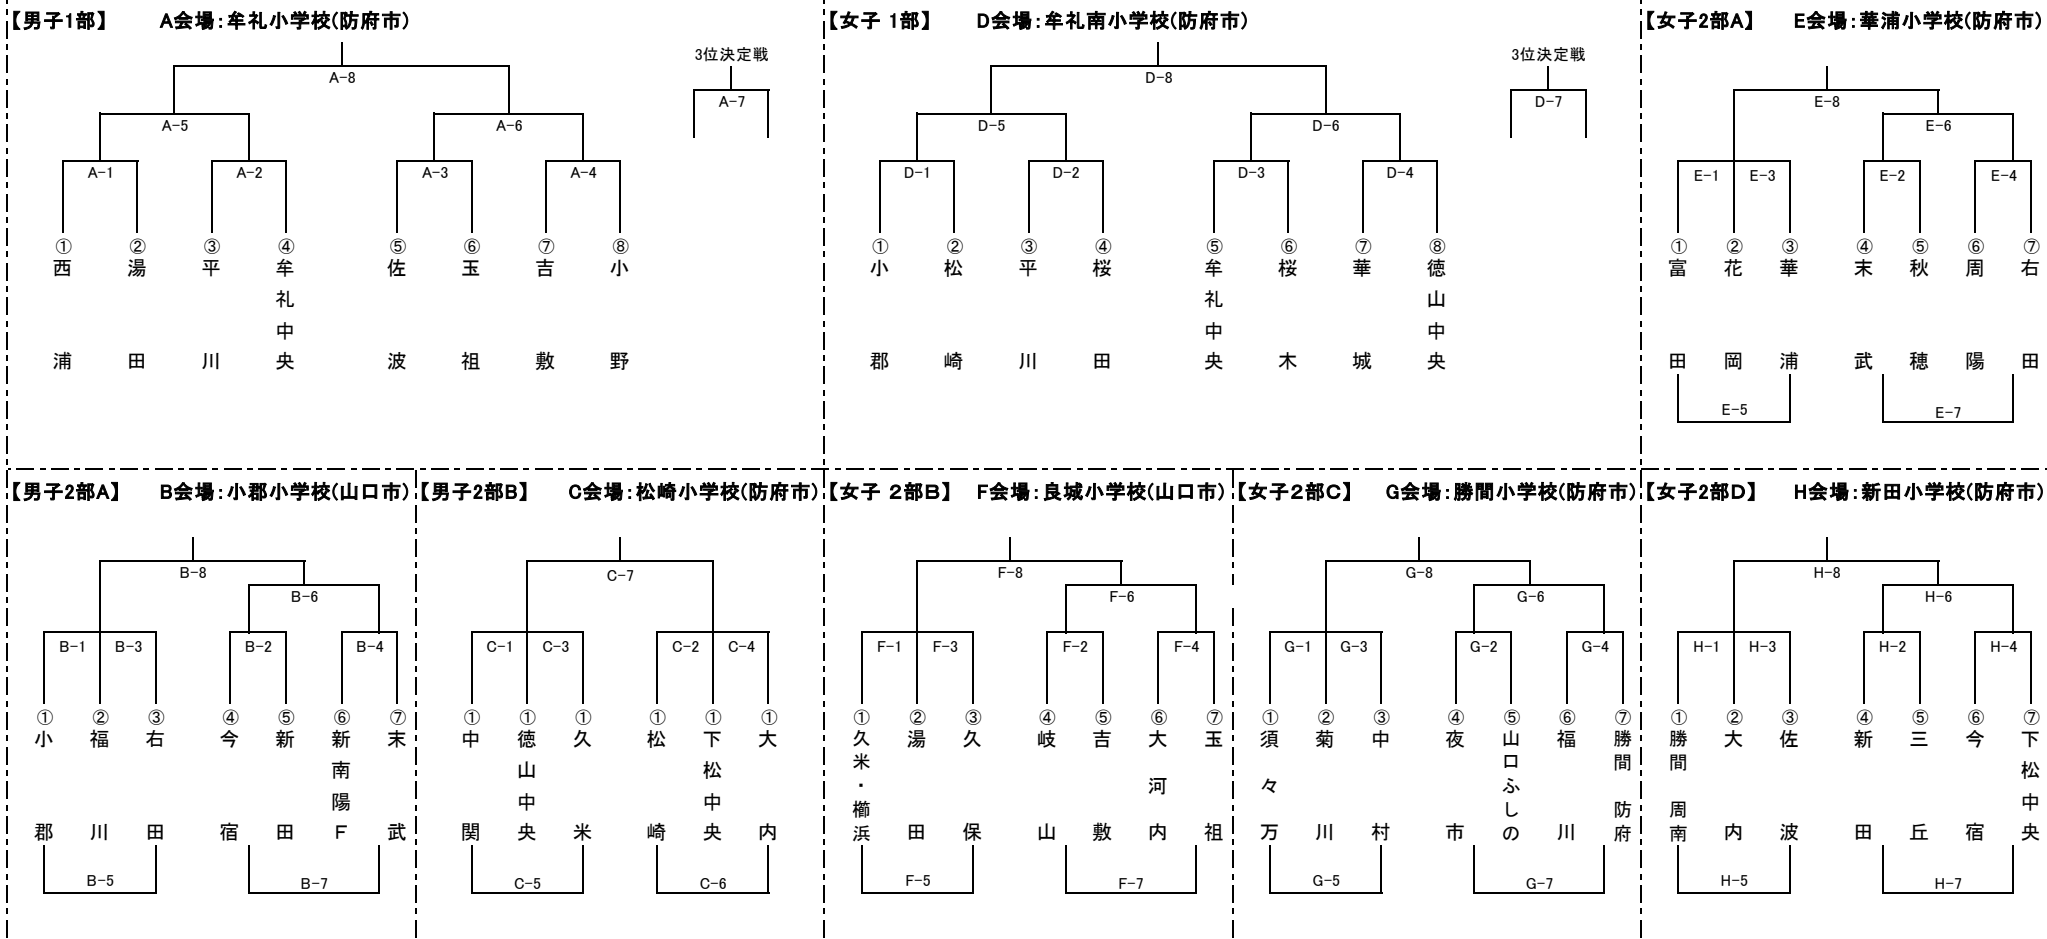 【男子1部】 A会場：牟礼小学校(防府市)
3位決定戦
A-8
A-7
A-5 A-6
A-1 A-2 A-3 A-4
① ② ③ ④ ⑤ ⑥ ⑦ ⑧
西浦 湯田 平川 牟礼中央 佐波 玉祖 吉敷 小野
【女子 1部】 D会場：牟礼南小学校(防府市)
3位決定戦
D-8
D-7
D-5 D-6
D-1 D-2 D-3 D-4
① ② ③ ④ ⑤ ⑥ ⑦ ⑧
小郡 松崎 平川 桜田 牟礼中央 桜木 華城 徳山中央
【女子2部A】 E会場：華浦小学校(防府市)
E-8
E-6
E-1 E-3 E-2 E-4
① ② ③ ④ ⑤ ⑥ ⑦
富田 花岡 華浦 末武 秋穂 周陽 右田
E-5 E-7
【男子2部A】 B会場：小郡小学校(山口市)
B-8
B-6
B-1 B-3 B-2 B-4
① ② ③ ④ ⑤ ⑥ ⑦
小郡 福川 右田 今宿 新田 新南陽F 末武
B-5 B-7
【男子2部B】 C会場：松崎小学校(防府市)
C-7
C-1 C-3 C-2 C-4
① ① ① ① ① ①
中関 徳山中央 久米 松崎 下松中央 大内
C-5 C-6
【女子 2部B】 F会場：良城小学校(山口市)
F-8
F-6
F-1 F-3 F-2 F-4
① ② ③ ④ ⑤ ⑥ ⑦
久米・櫛浜 湯田 久保 岐山 吉敷 大河内 玉祖
F-5 F-7
【女子2部C】 G会場：勝間小学校(防府市)
G-8
G-6
G-1 G-3 G-2 G-4
① ② ③ ④ ⑤ ⑥ ⑦
須々万 菊川 中村 夜市 山口ふしの 福川 勝間 防府
G-5 G-7
【女子2部D】 H会場：新田小学校(防府市)
H-8
H-6
H-1 H-3 H-2 H-4
① ② ③ ④ ⑤ ⑥ ⑦
勝間 周南 大内 佐波 新田 三丘 今宿 下松中央
H-5 H-7